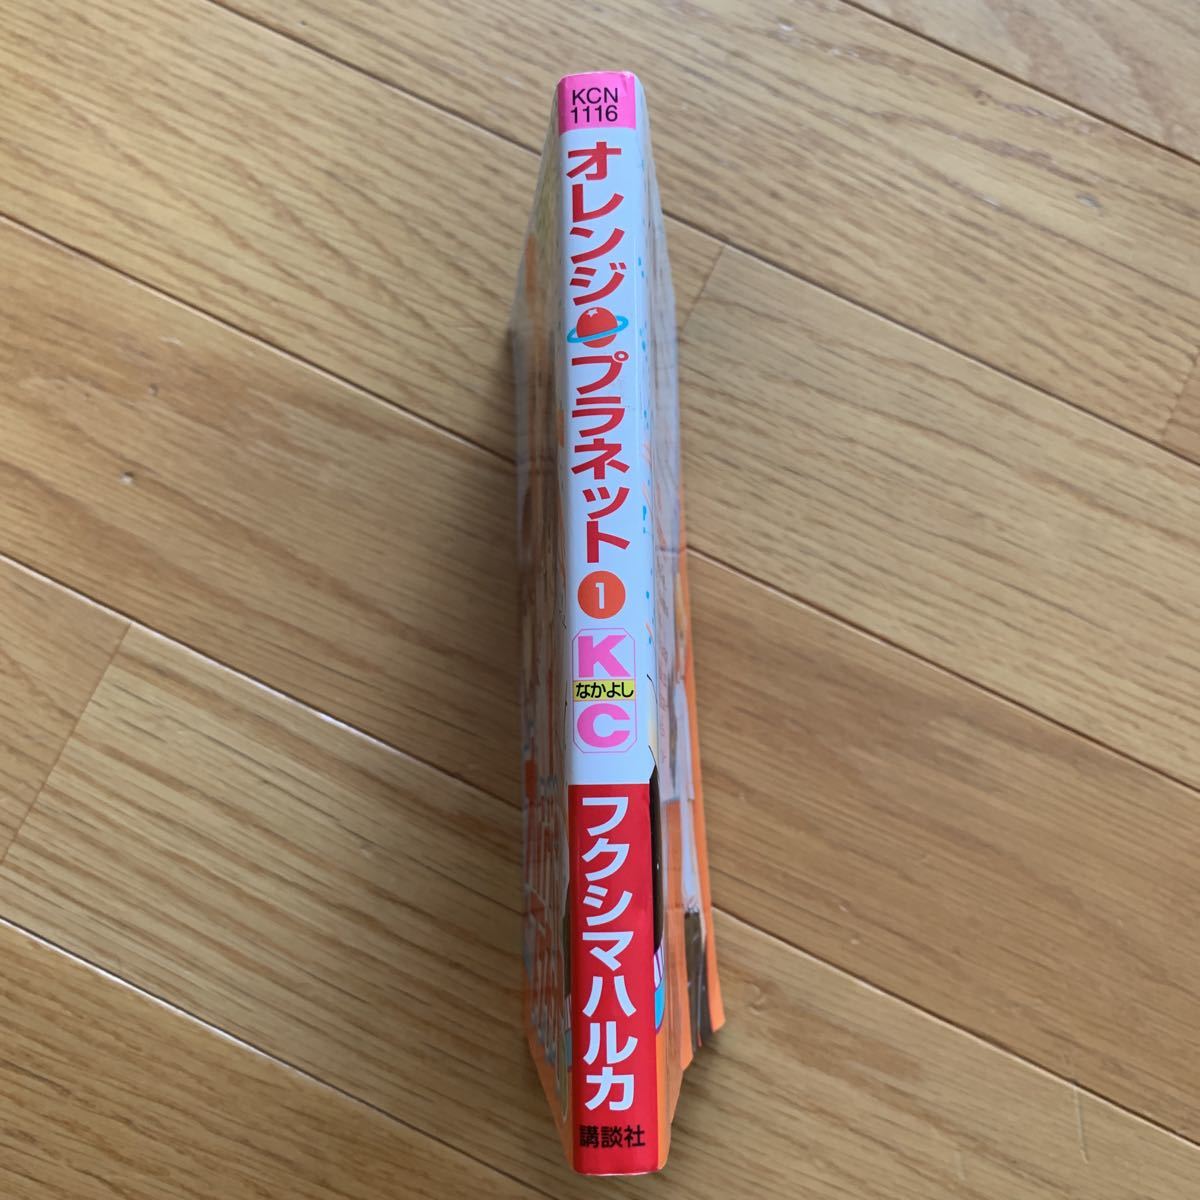 KCN
1116
オレンジ
プラネット
1
K
なかよし
C
フクシマハルカ
講談社